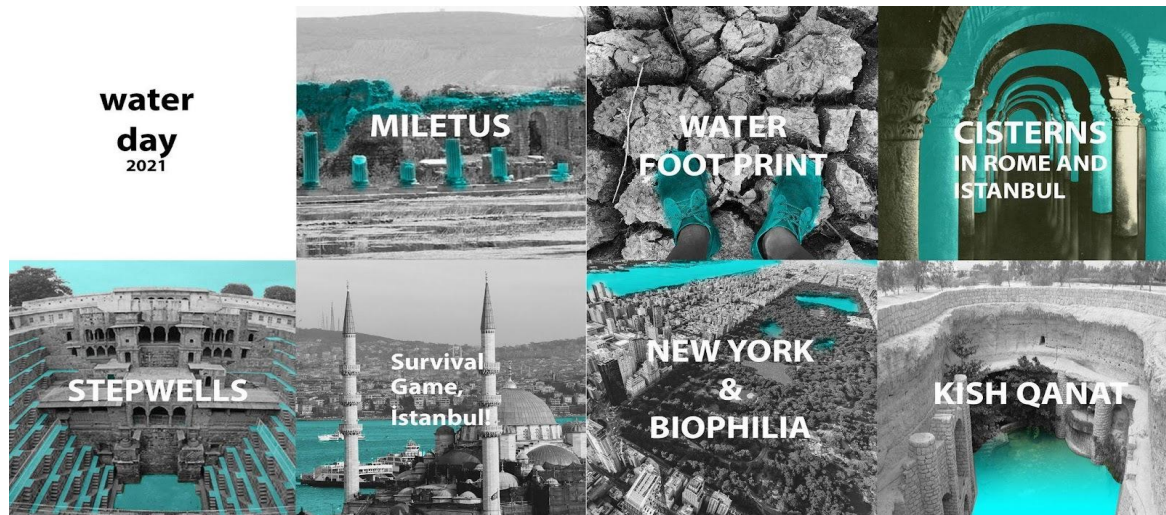 water
day
2021
MILETUS
WATER
FOOT PRINT
CISTERNS
IN ROME AND
ISTANBUL
STEPWELLS
Survival
Game,
İstanbul!
NEW YORK
&
BIOPHILIA
KISH QANAT